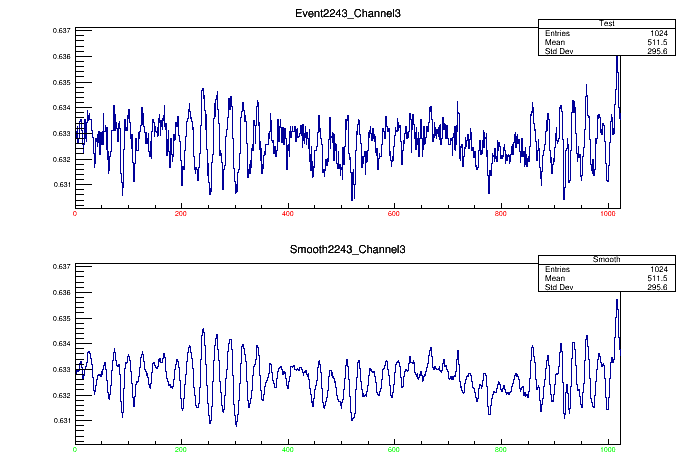 Event2243_Channel3
Test
Entries 1024
Mean 511.5
Std Dev 295.6
0.637
0.636
0.635
0.634
0.633
0.632
0.631
0 200 400 600 800 1000
Smooth2243_Channel3
Smooth
Entries 1024
Mean 511.5
Std Dev 295.6
0.637
0.636
0.635
0.634
0.633
0.632
0.631
0 200 400 600 800 1000